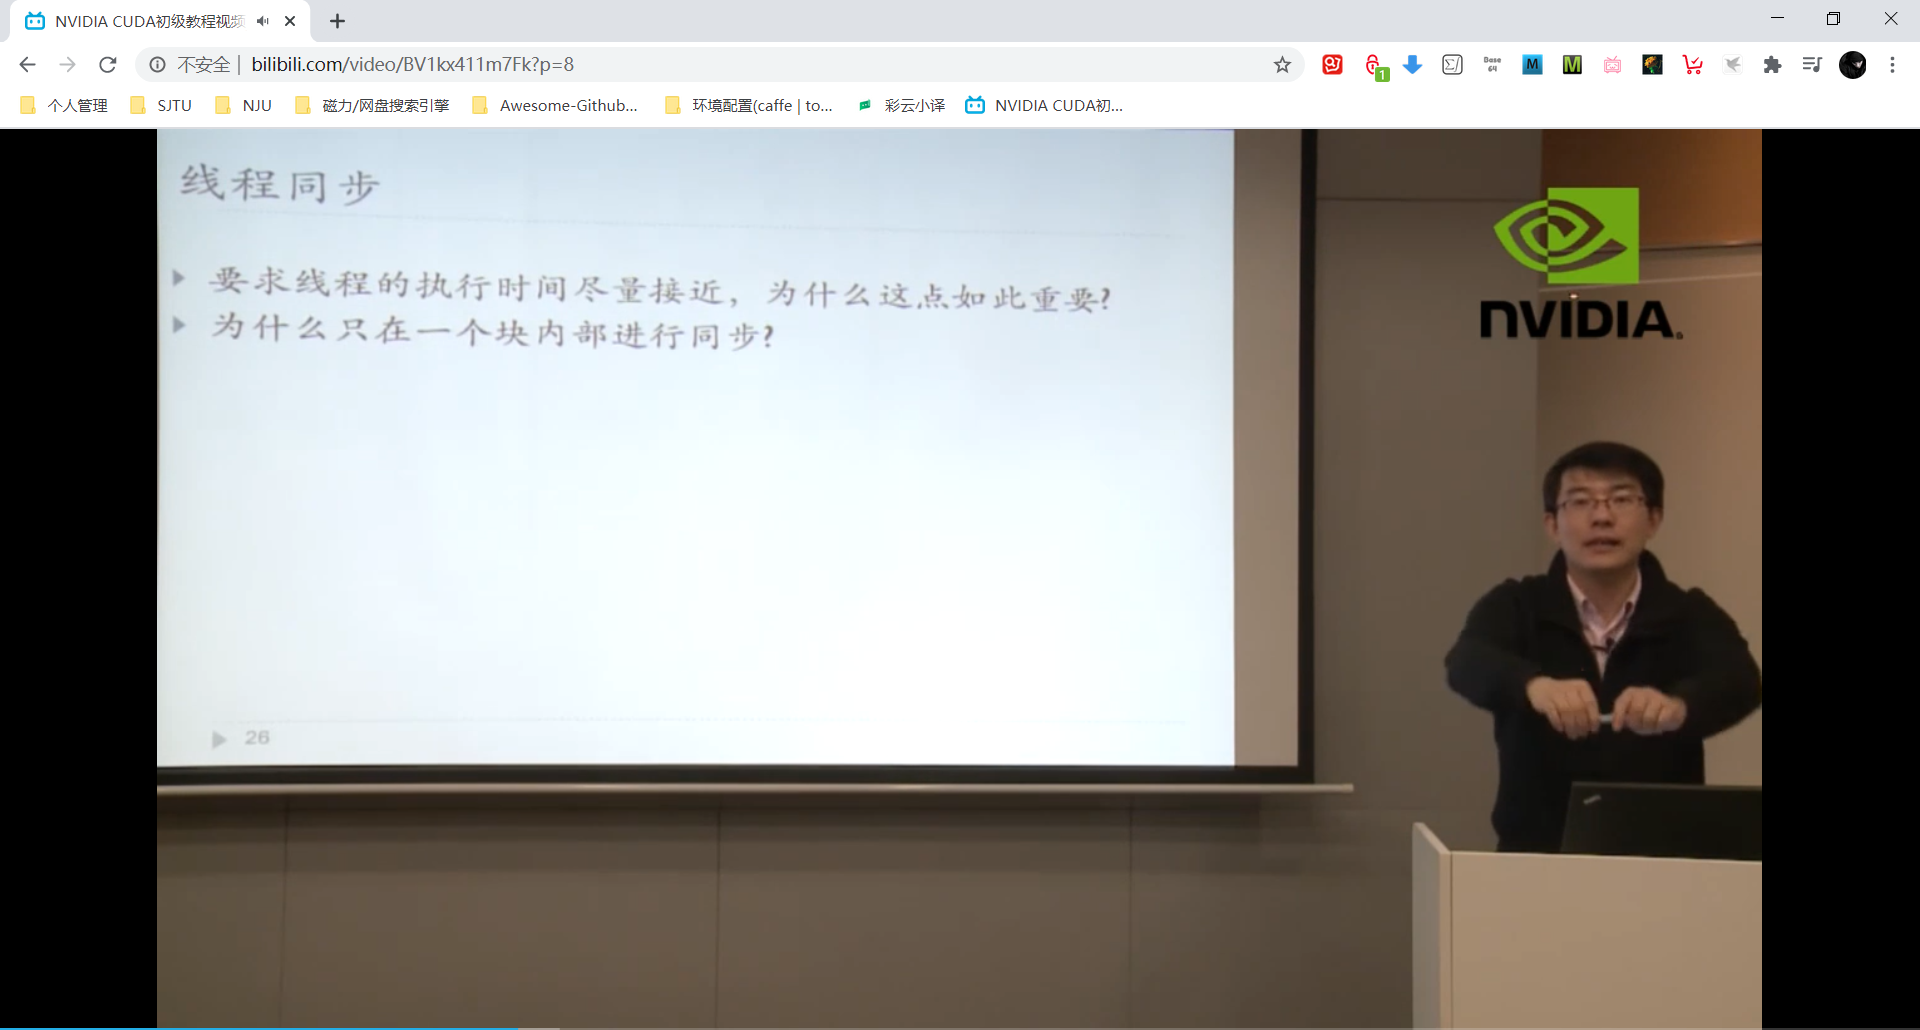 NVIDIA CUDA初级教程视频
不安全 | bilibili.com/video/BV1kx411m7Fk?p=8
1
Base
64
M
M
个人管理
SJTU
NJU
磁力/网盘搜索引擎
Awesome-Github...
环境配置(caffe | to...
彩云小译
NVIDIA CUDA初...
线程同步
要求线程的执行时间尽量接近，为什么这点如此重要?
为什么只在一个块内部进行同步?
26
NVIDIA